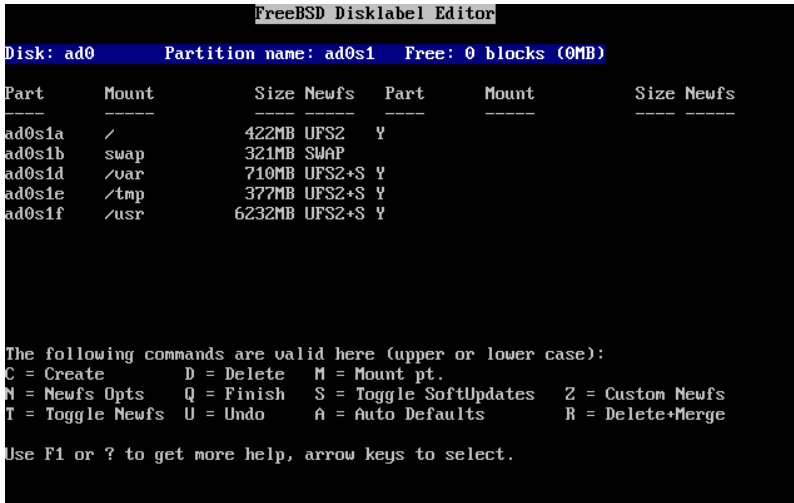 FreeBSD Disklabel Editor
Disk: ad0 Partition name: ad0s1 Free: 0 blocks (0MB)
Part Mount Size Newfs Part Mount Size Newfs
---- ----- ---- ----- ---- ----- ---- -----
ad0s1a / 422MB UFS2 Y
ad0s1b swap 321MB SWAP
ad0s1d /var 710MB UFS2+S Y
ad0s1e /tmp 377MB UFS2+S Y
ad0s1f /usr 6232MB UFS2+S Y
The following commands are valid here (upper or lower case):
C = Create D = Delete M = Mount pt.
N = Newfs Opts Q = Finish S = Toggle SoftUpdates Z = Custom Newfs
T = Toggle Newfs U = Undo A = Auto Defaults R = Delete+Merge
Use F1 or ? to get more help, arrow keys to select.